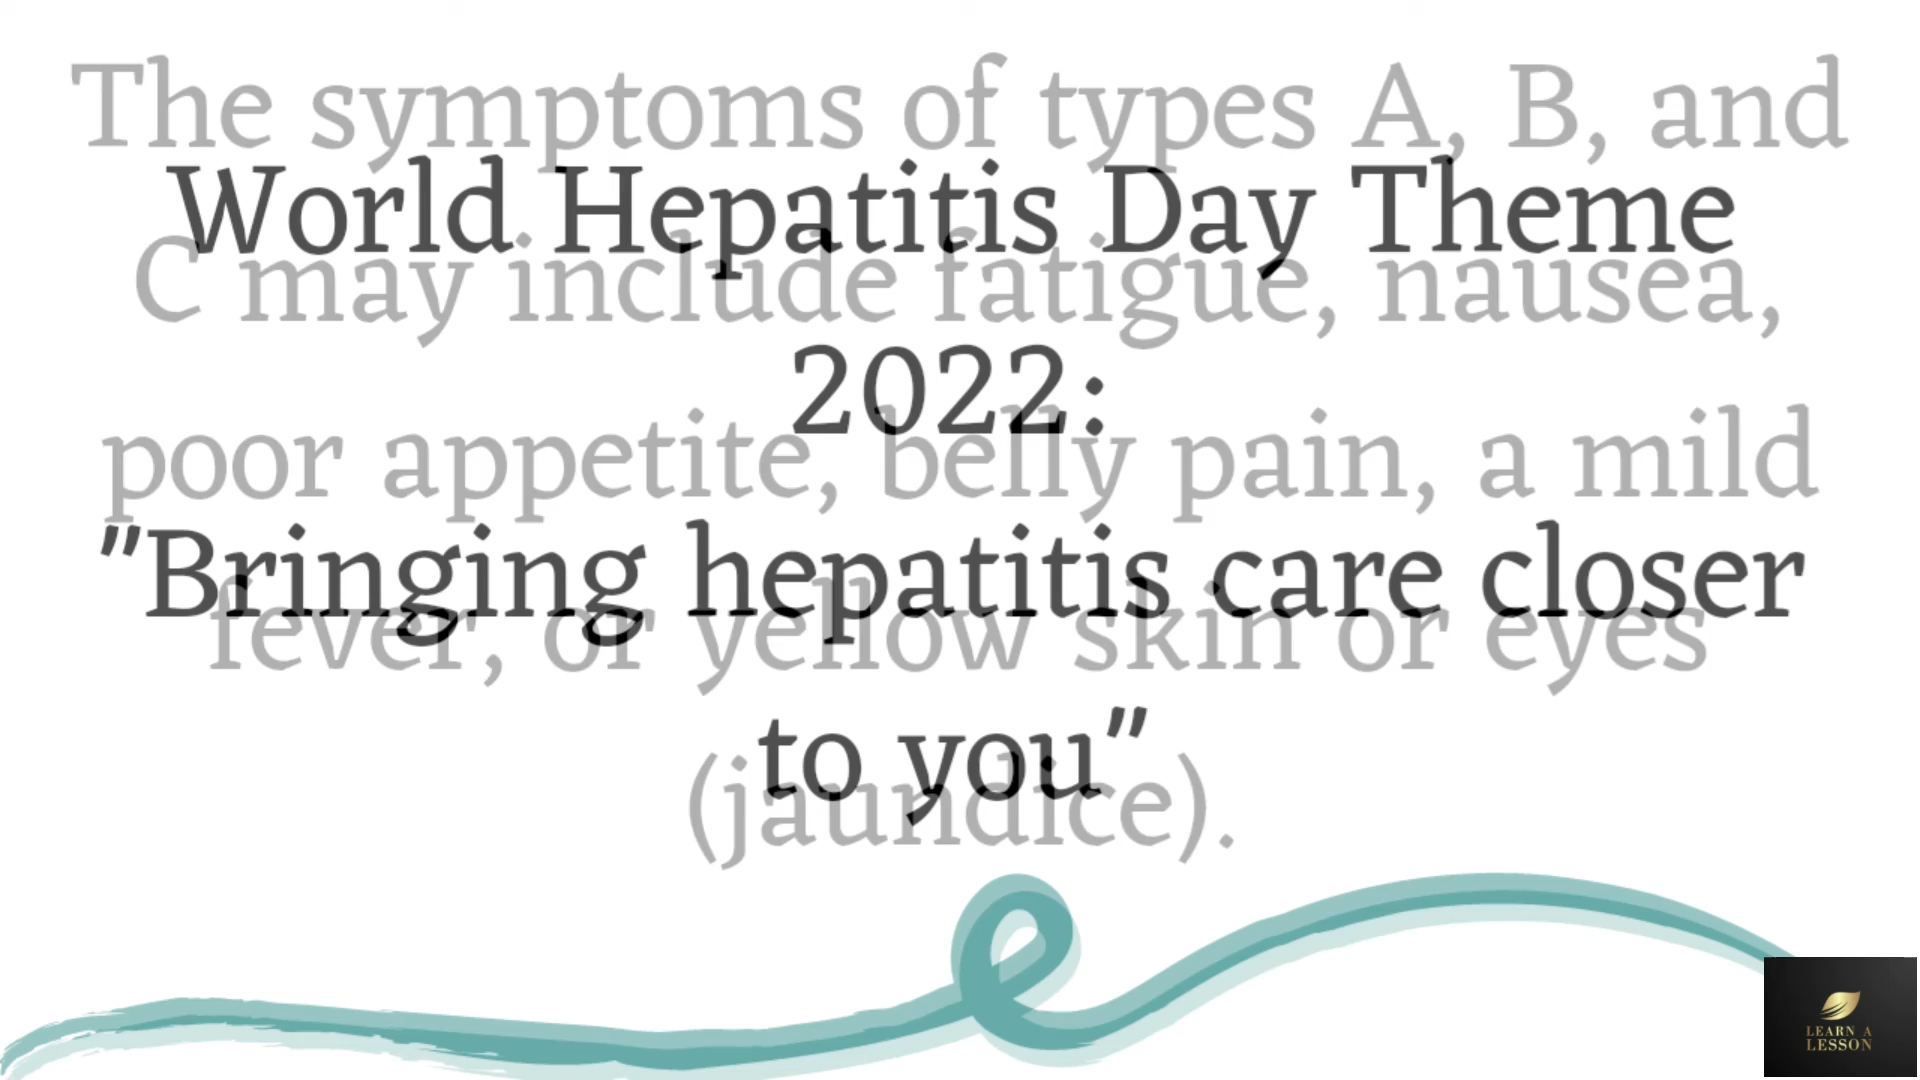 The symptoms of types A, B, and
World Hepatitis Day Theme
C may include fatigue, nausea,
2022:
poor appetite, belly pain, a mild
"Bringing hepatitis care closer
fever, or yellow skin or eyes
to you"
(jaundice).
LEARN A
LESSON